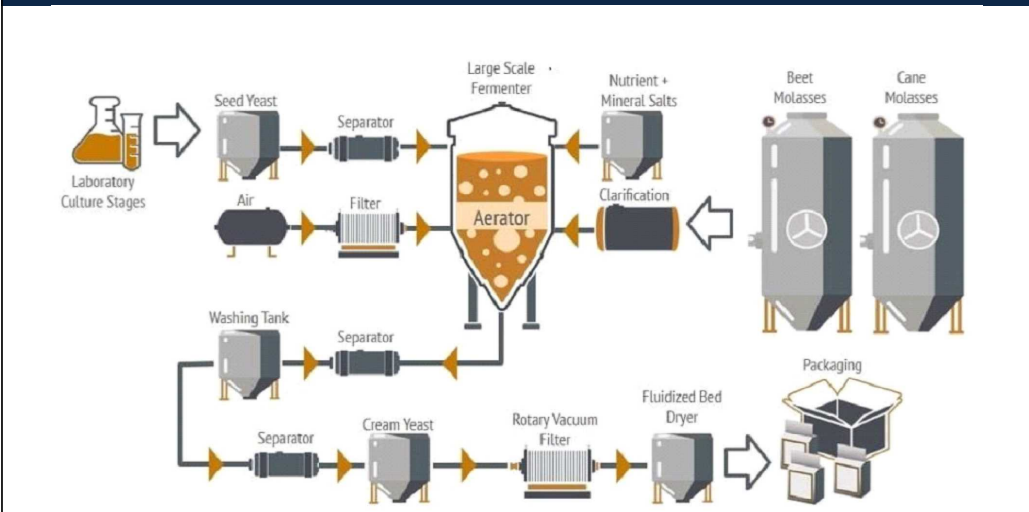 Large Scale
Fermenter
Nutrient +
Mineral Salts
Beet
Molasses
Cane
Molasses
Seed Yeast
Separator
Laboratory
Culture Stages
Air
Filter
Aerator
Clarification
Washing Tank
Separator
Packaging
Separator
Cream Yeast
Rotary Vacuum
Filter
Fluidized Bed
Dryer